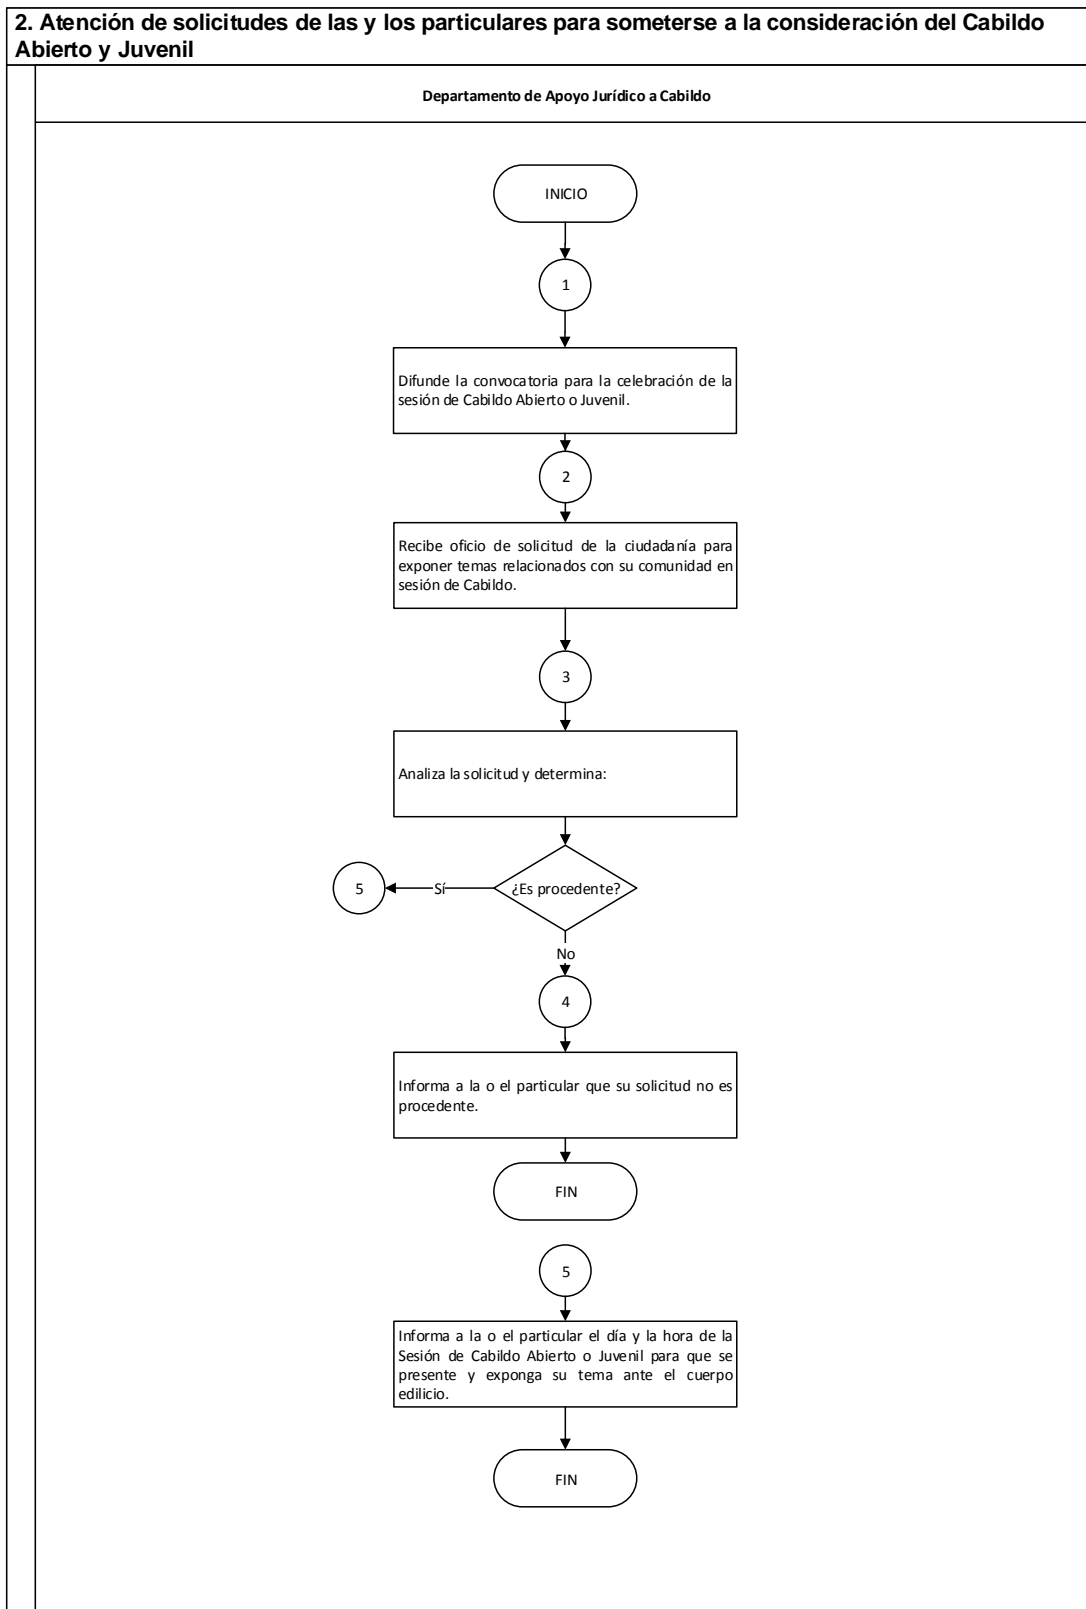 2. Atención de solicitudes de las y los particulares para someterse a la consideración del Cabildo
Abierto y Juvenil
Departamento de Apoyo Jurídico a Cabildo
INICIO
1
Difunde la convocatoria para la celebración de la
sesión de Cabildo Abierto o Juvenil.
2
Recibe oficio de solicitud de la ciudadanía para
exponer temas relacionados con su comunidad en
sesión de Cabildo.
3
Analiza la solicitud y determina:
5
Sí
¿Es procedente?
No
4
Informa a la o el particular que su solicitud no es
procedente.
FIN
5
Informa a la o el particular el día y la hora de la
Sesión de Cabildo Abierto o Juvenil para que se
presente y exponga su tema ante el cuerpo
edilicio.
FIN